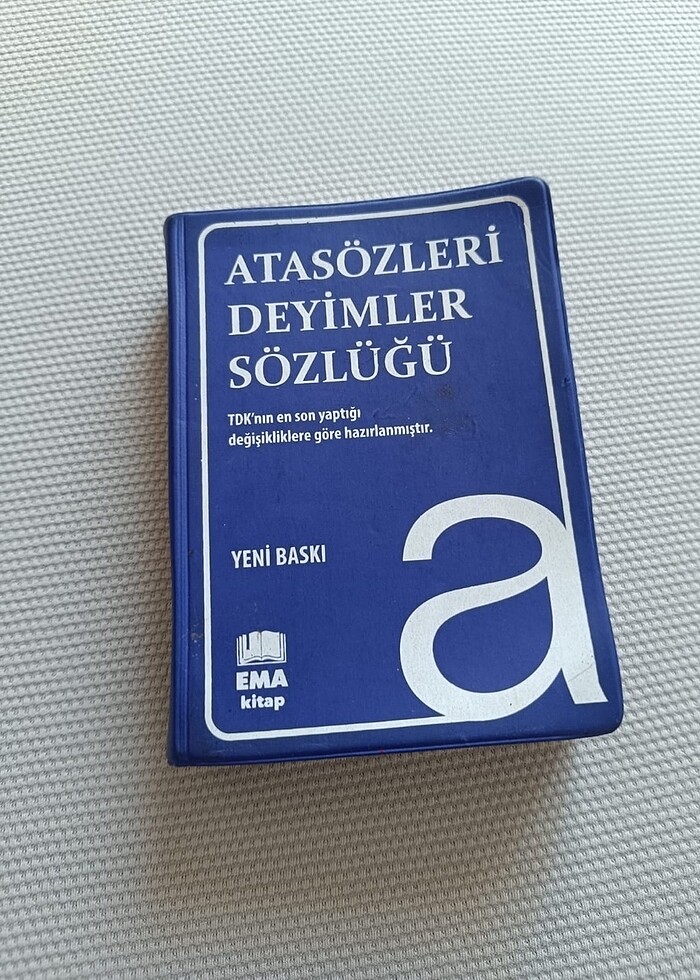 ATASÖZLERİ
DEYİMLER
SÖZLÜĞÜ
TDK'nın en son yaptığı
değişikliklere göre hazırlanmıştır.
YENİ BASKI
a
EMA
kitap